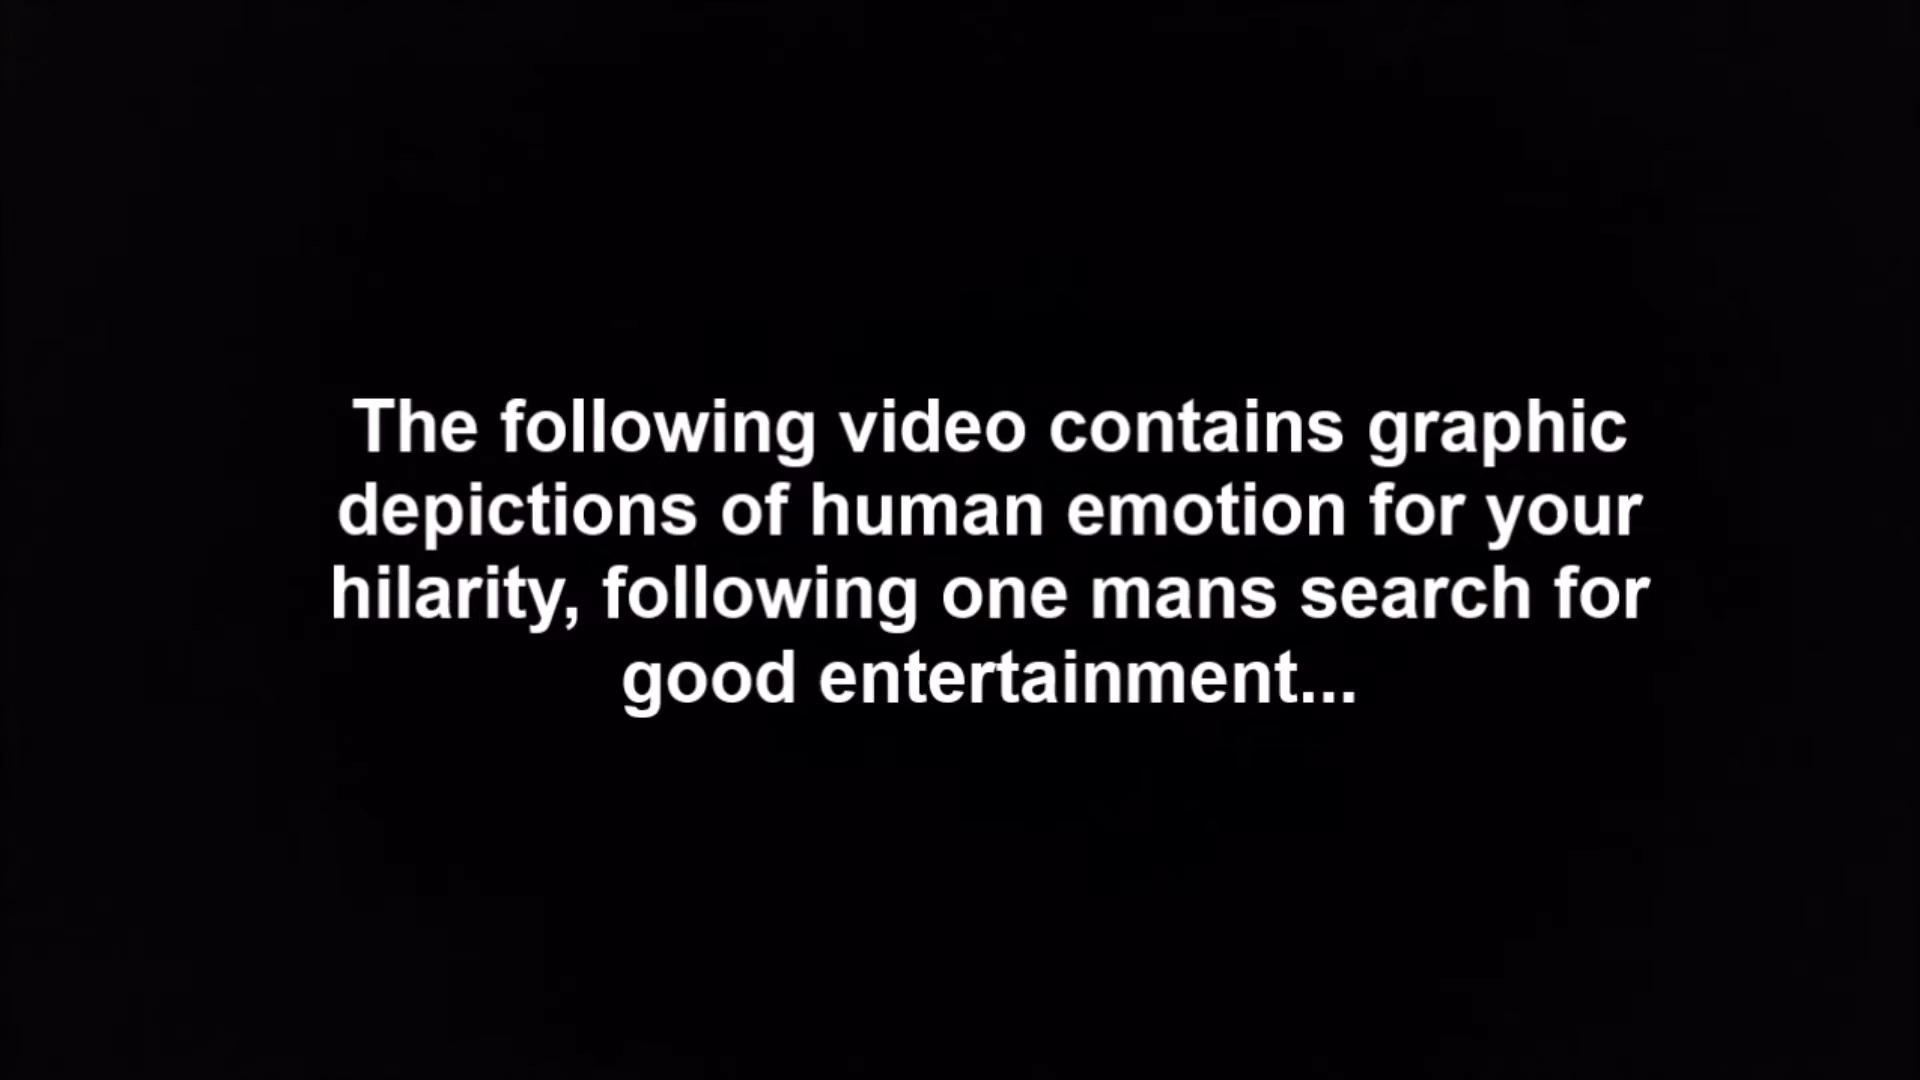 The following video contains graphic
depictions of human emotion for your
hilarity, following one mans search for
good entertainment...